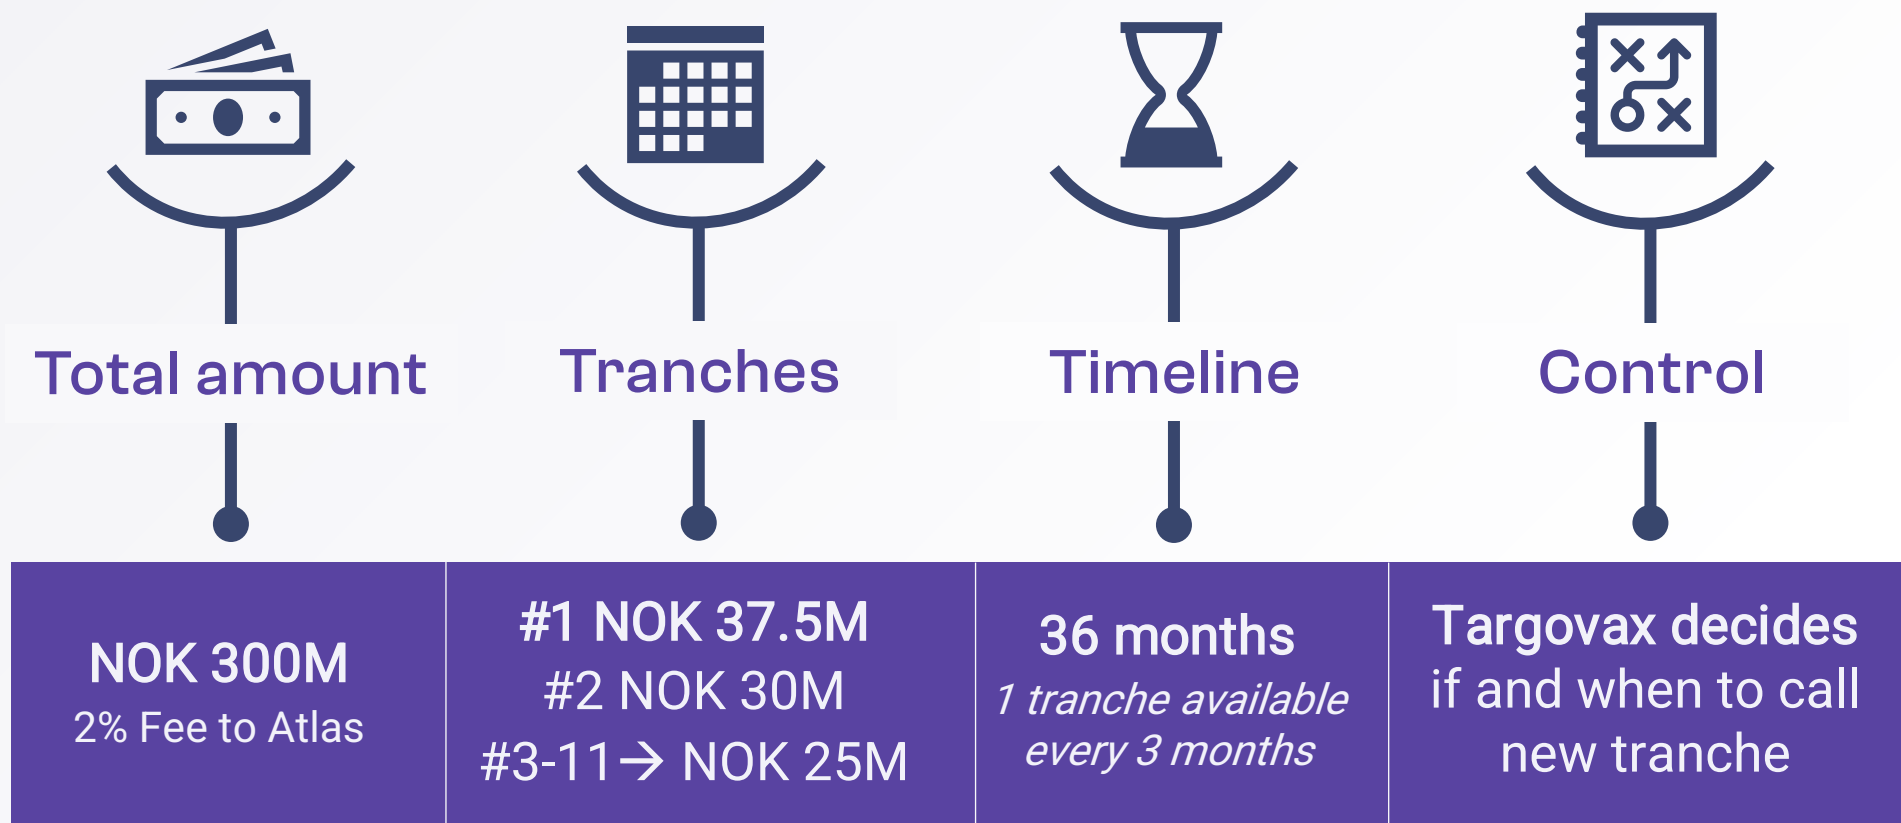 Total amount
Tranches
Timeline
Control
NOK 300M
2% Fee to Atlas
#1 NOK 37.5M
#2 NOK 30M
#3-11→ NOK 25M
36 months
1 tranche available
every 3 months
Targovax decides
if and when to call
new tranche